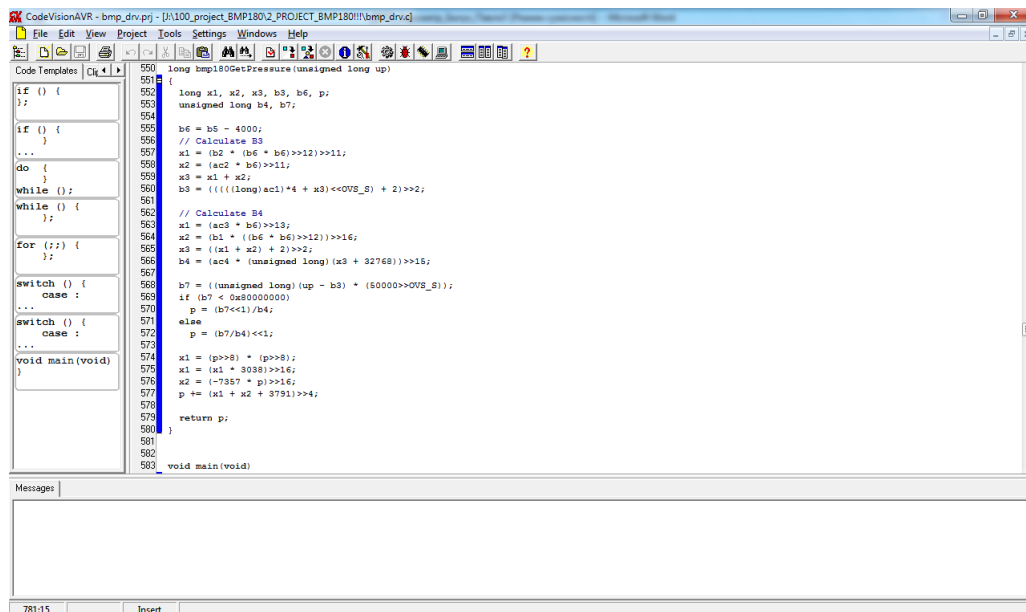 CodeVisionAVR - bmp_drv.prj - [J:\100_project_BMP180\2_PROJECT_BMP180!!!\bmp_drv.c]
File Edit View Project Tools Settings Windows Help
Code Templates
if () {
};
if () {
}
...
do {
}
while ();
while () {
};
for (;;) {
};
switch () {
case :
...
switch () {
case :
...
void main(void)
}
550 long bmp180GetPressure(unsigned long up)
551 {
552 long x1, x2, x3, b3, b6, p;
553 unsigned long b4, b7;
554
555 b6 = b5 - 4000;
556 // Calculate B3
557 x1 = (b2 * (b6 * b6)>>12)>>11;
558 x2 = (ac2 * b6)>>11;
559 x3 = x1 + x2;
560 b3 = (((((long)ac1)*4 + x3)<<OVS_S) + 2)>>2;
561
562 // Calculate B4
563 x1 = (ac3 * b6)>>13;
564 x2 = (b1 * ((b6 * b6)>>12))>>16;
565 x3 = ((x1 + x2) + 2)>>2;
566 b4 = (ac4 * (unsigned long)(x3 + 32768))>>15;
567
568 b7 = ((unsigned long)(up - b3) * (50000>>OVS_S));
569 if (b7 < 0x80000000)
570 p = (b7<<1)/b4;
571 else
572 p = (b7/b4)<<1;
573
574 x1 = (p>>8) * (p>>8);
575 x1 = (x1 * 3038)>>16;
576 x2 = (-7357 * p)>>16;
577 p += (x1 + x2 + 3791)>>4;
578
579 return p;
580 }
581
582
583 void main(void)
Messages
781:15 Insert